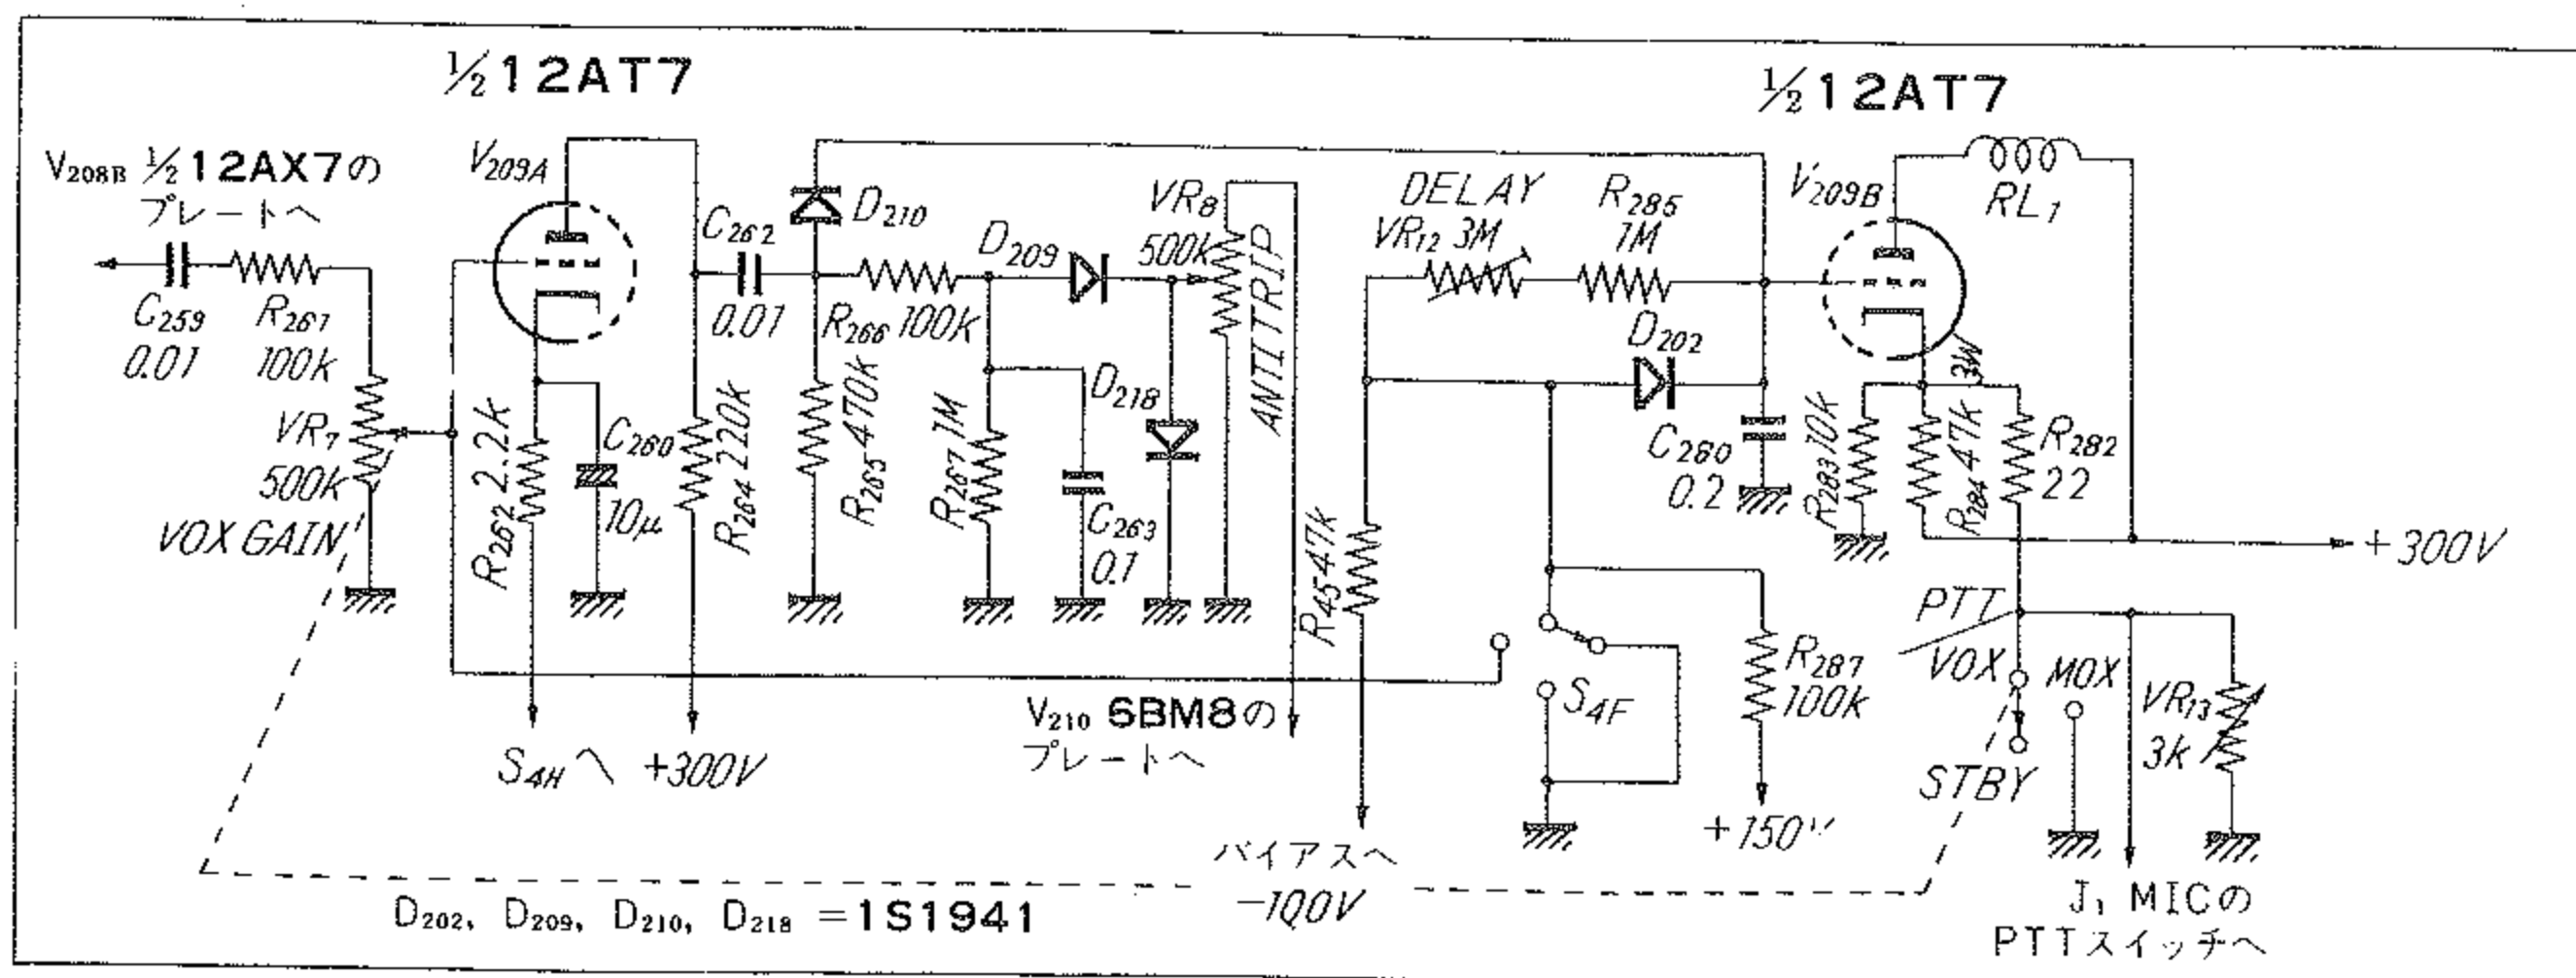 ½ 12AT7
½ 12AT7
V208B ½ 12AX7の
プレートへ
C259
0.01
R261
100k
VR7
500k
VOX GAIN
V209A
R262 2.2K
C260
10μ
S4Hへ
C262
0.01
R264 220k
+300V
D210
R265 470k
R266 100k
D209
R267 1M
C263
0.1
D218
VR8
500k
ANTITRIP
V210 6BM8の
プレートへ
DELAY
VR12 3M
R285
1M
D202
C280
0.2
R45 47k
バイアスへ
-100V
S4F
R287
100k
+150V
V209B
RL1
3W
R283 10k
R284 47k
R282
22
+300V
PTT
VOX
MOX
STBY
VR13
3k
J1 MICの
PTTスイッチへ
D202, D209, D210, D218 = 1S1941